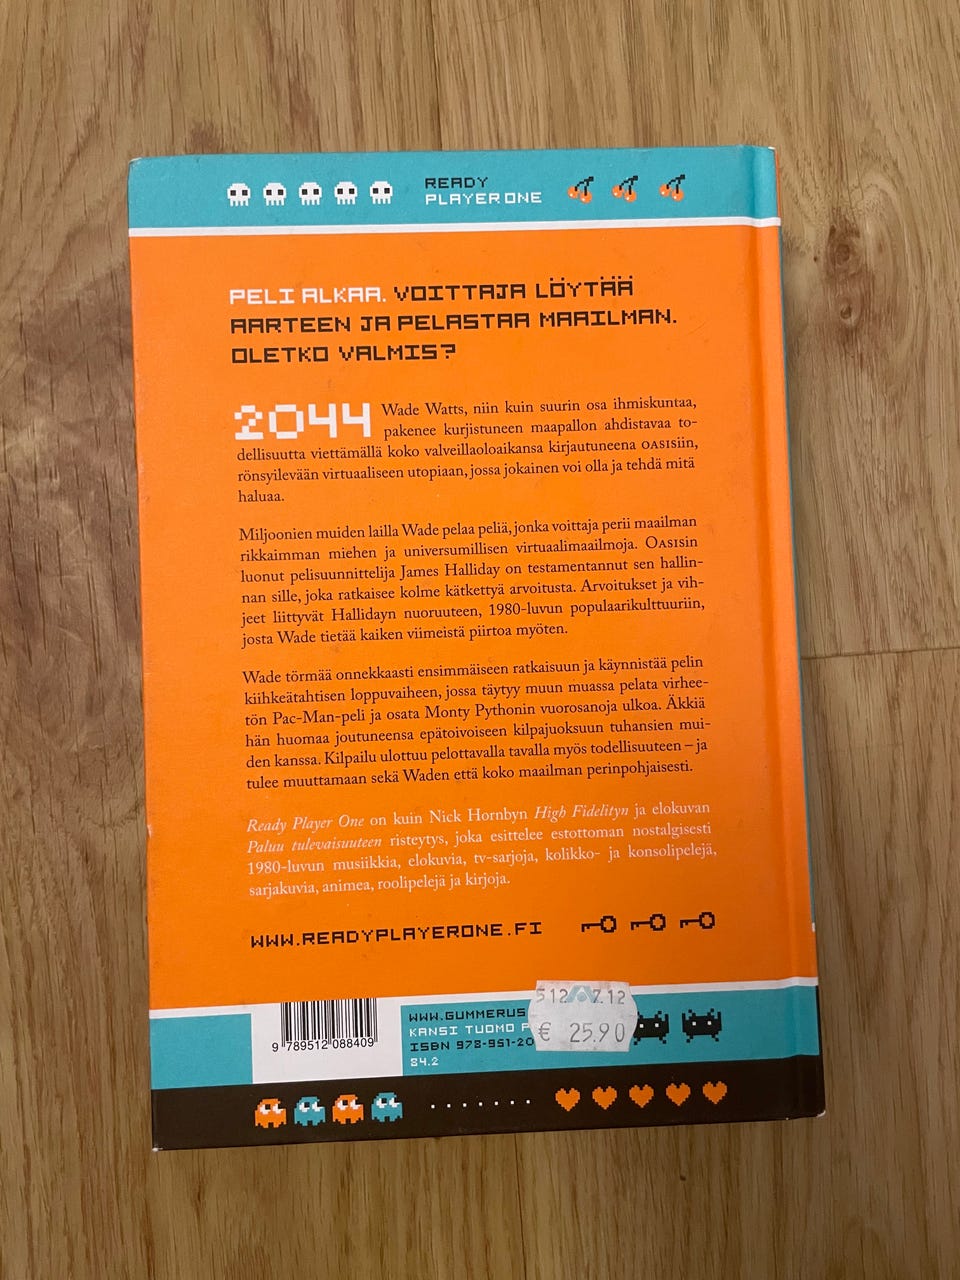 READY
PLAYER ONE
PELI ALKAA. VOITTAJA LÖYTÄÄ
AARTEEN JA PELASTAA MAAILMAN.
OLETKO VALMIS?
2044 Wade Watts, niin kuin suurin osa ihmiskuntaa,
pakenee kurjistuneen maapallon ahdistavaa to-
dellisuutta viettämällä koko valveillaoloaikansa kirjautuneena OASISiin,
rönsyilevään virtuaaliseen utopiaan, jossa jokainen voi olla ja tehdä mitä
haluaa.
Miljoonien muiden lailla Wade pelaa peliä, jonka voittaja perii maailman
rikkaimman miehen ja universumillisen virtuaalimaailmoja. OASISin
luonut pelisuunnittelija James Halliday on testamentannut sen hallin-
nan sille, joka ratkaisee kolme kätkettyä arvoitusta. Arvoitukset ja vih-
jeet liittyvät Hallidayn nuoruuteen, 1980-luvun populaarikulttuuriin,
josta Wade tietää kaiken viimeistä piirtoa myöten.
Wade törmää onnekkaasti ensimmäiseen ratkaisuun ja käynnistää pelin
kiihkeätahtisen loppuvaiheen, jossa täytyy muun muassa pelata virhee-
tön Pac-Man-peli ja osata Monty Pythonin vuorosanoja ulkoa. Äkkiä
hän huomaa joutuneensa epätoivoiseen kilpajuoksuun tuhansien mui-
den kanssa. Kilpailu ulottuu pelottavalla tavalla myös todellisuuteen – ja
tulee muuttamaan sekä Waden että koko maailman perinpohjaisesti.
Ready Player One on kuin Nick Hornbyn High Fidelityn ja elokuvan
Paluu tulevaisuuteen risteytys, joka esittelee estottoman nostalgisesti
1980-luvun musiikkia, elokuvia, tv-sarjoja, kolikko- ja konsolipelejä,
sarjakuvia, animea, roolipelejä ja kirjoja.
WWW.READYPLAYERONE.FI
9 789512 088409
WWW.GUMMERUS
KANSI TUOMO P
ISBN 978-951-20
84.2
512 7.12
€ 25.90